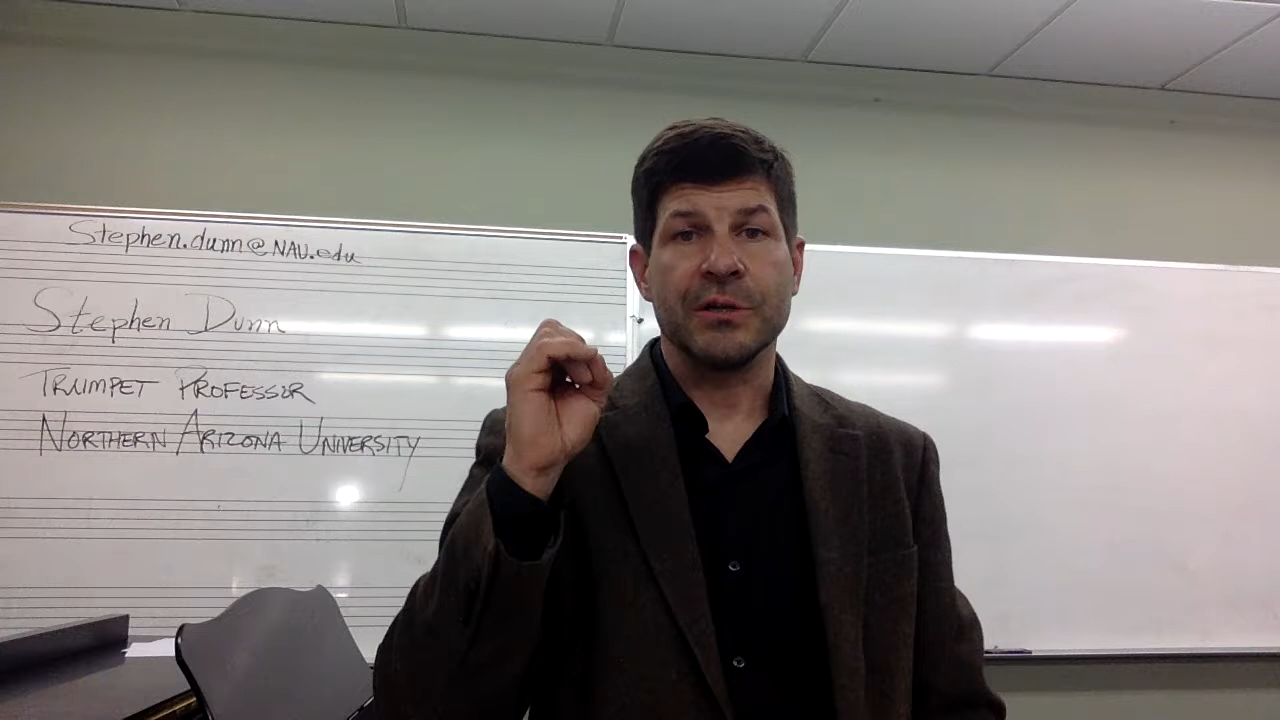 Stephen.dunn@NAU.edu
Stephen Dunn
TRUMPET PROFESSOR
NORTHERN ARIZONA UNIVERSITY